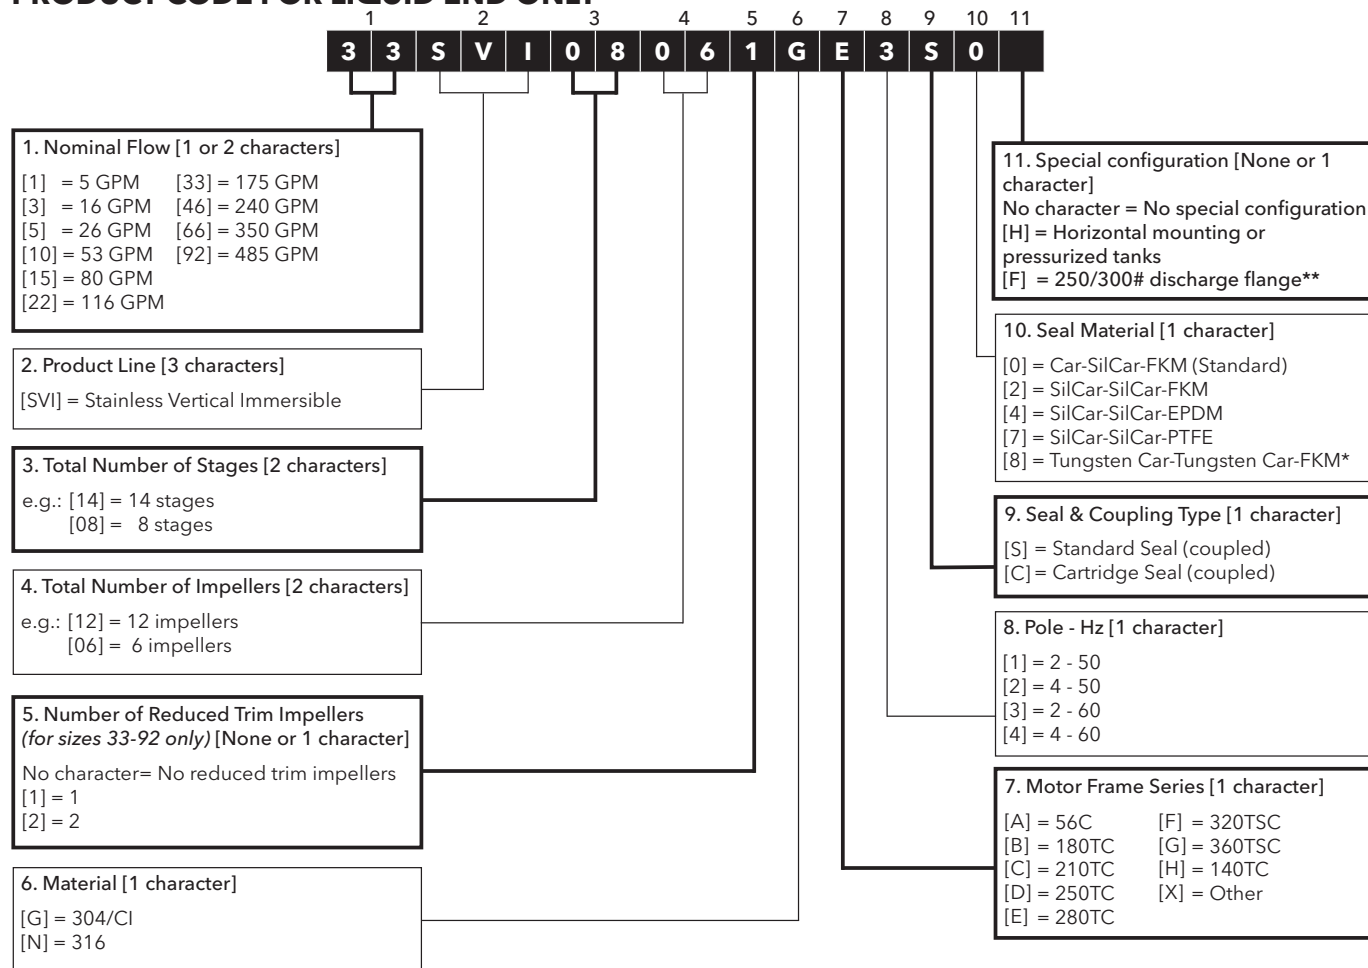 PRODUCT CODE FOR LIQUID END ONLY
1 2 3 4 5 6 7 8 9 10 11
3 3 S V I 0 8 0 6 1 G E 3 S 0
1. Nominal Flow [1 or 2 characters]
[1] = 5 GPM [33] = 175 GPM
[3] = 16 GPM [46] = 240 GPM
[5] = 26 GPM [66] = 350 GPM
[10] = 53 GPM [92] = 485 GPM
[15] = 80 GPM
[22] = 116 GPM
2. Product Line [3 characters]
[SVI] = Stainless Vertical Immersible
3. Total Number of Stages [2 characters]
e.g.: [14] = 14 stages
[08] = 8 stages
4. Total Number of Impellers [2 characters]
e.g.: [12] = 12 impellers
[06] = 6 impellers
5. Number of Reduced Trim Impellers
(for sizes 33-92 only) [None or 1 character]
No character= No reduced trim impellers
[1] = 1
[2] = 2
6. Material [1 character]
[G] = 304/CI
[N] = 316
11. Special configuration [None or 1
character]
No character = No special configuration
[H] = Horizontal mounting or
pressurized tanks
[F] = 250/300# discharge flange**
10. Seal Material [1 character]
[0] = Car-SilCar-FKM (Standard)
[2] = SilCar-SilCar-FKM
[4] = SilCar-SilCar-EPDM
[7] = SilCar-SilCar-PTFE
[8] = Tungsten Car-Tungsten Car-FKM*
9. Seal & Coupling Type [1 character]
[S] = Standard Seal (coupled)
[C] = Cartridge Seal (coupled)
8. Pole - Hz [1 character]
[1] = 2 - 50
[2] = 4 - 50
[3] = 2 - 60
[4] = 4 - 60
7. Motor Frame Series [1 character]
[A] = 56C [F] = 320TSC
[B] = 180TC [G] = 360TSC
[C] = 210TC [H] = 140TC
[D] = 250TC [X] = Other
[E] = 280TC